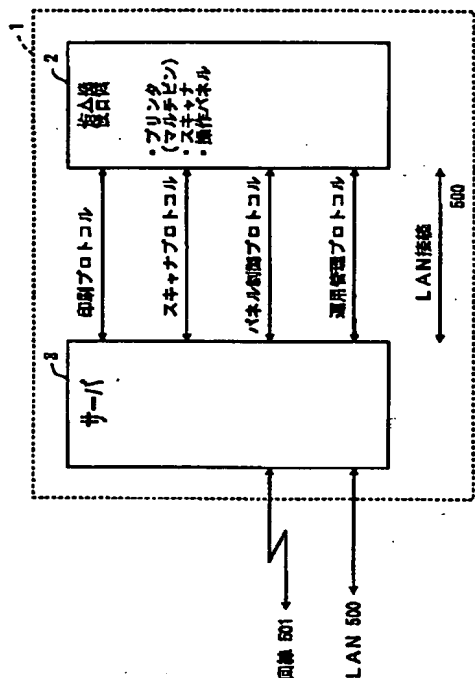 1
2
複合機
・プリンタ
(マルチビン)
・スキャナ
・操作パネル
印刷プロトコル
スキャナプロトコル
パネル制御プロトコル
運用管理プロトコル
LAN接続
500
3
サーバ
回線 501
LAN 500